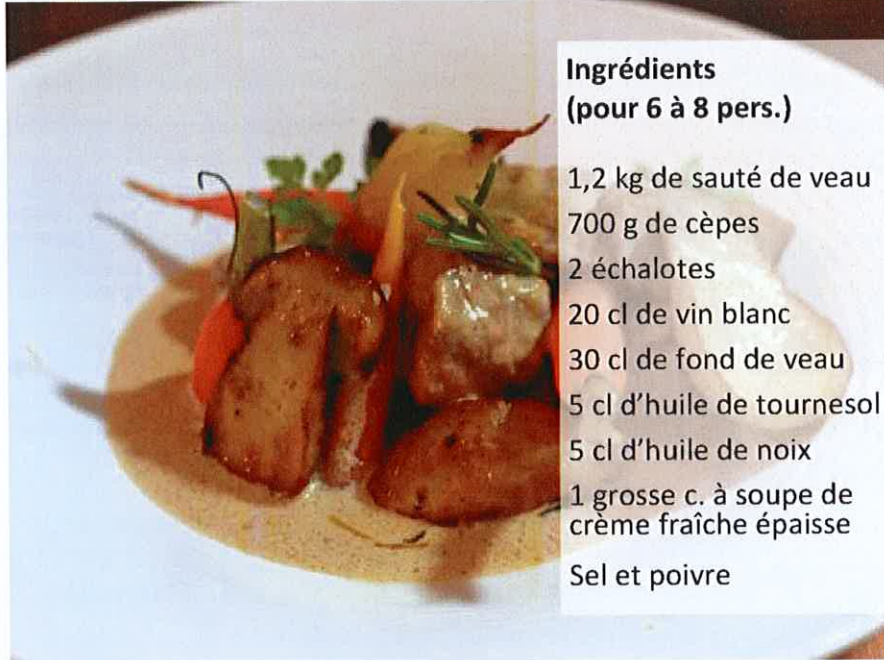 Ingrédients
(pour 6 à 8 pers.)
1,2 kg de sauté de veau
700 g de cèpes
2 échalotes
20 cl de vin blanc
30 cl de fond de veau
5 cl d’huile de tournesol
5 cl d’huile de noix
1 grosse c. à soupe de
crème fraîche épaisse
Sel et poivre